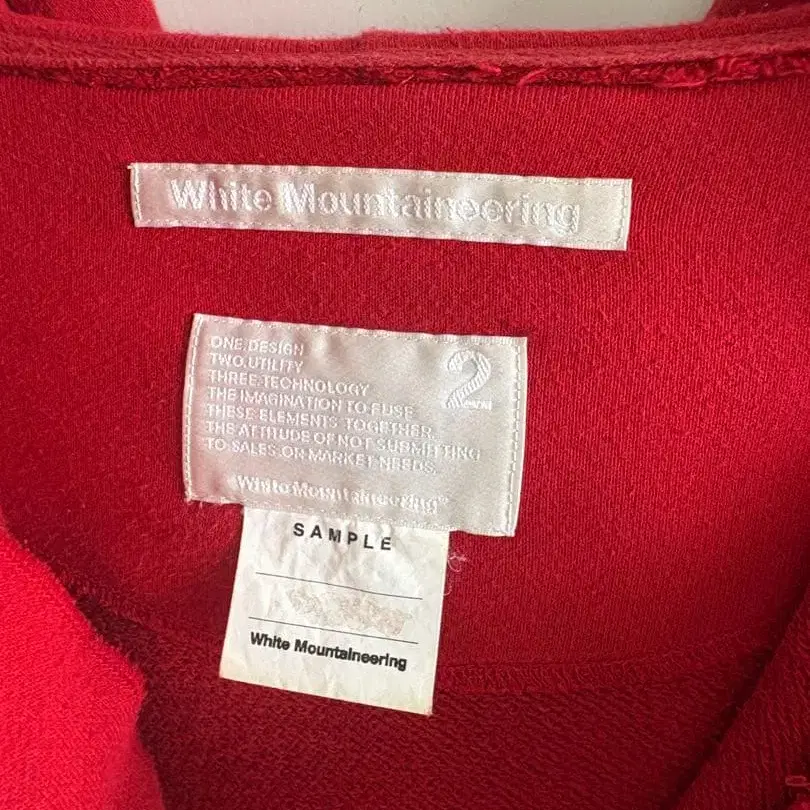 White Mountaineering
2
ONE.DESIGN
TWO.UTILITY
THREE.TECHNOLOGY
THE IMAGINATION TO FUSE
THESE ELEMENTS TOGETHER.
THE ATTITUDE OF NOT SUBMITTING
TO SALES OR MARKET NEEDS.
White Mountaineering®
SAMPLE
White Mountaineering